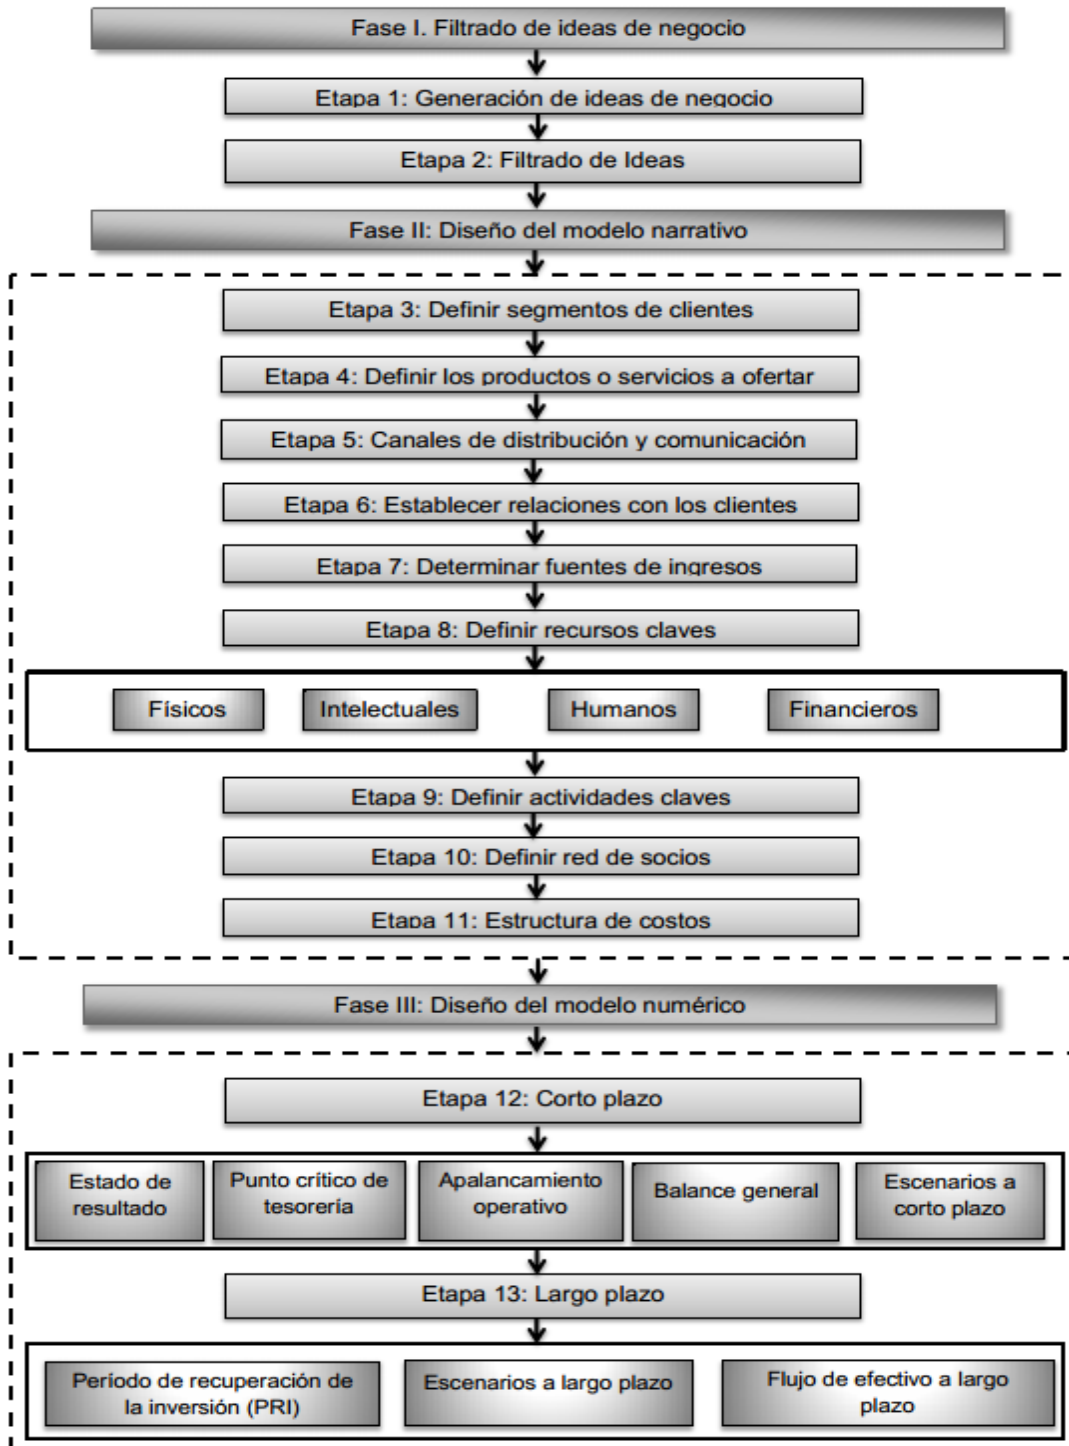 Fase I. Filtrado de ideas de negocio
Etapa 1: Generación de ideas de negocio
Etapa 2: Filtrado de Ideas
Fase II: Diseño del modelo narrativo
Etapa 3: Definir segmentos de clientes
Etapa 4: Definir los productos o servicios a ofertar
Etapa 5: Canales de distribución y comunicación
Etapa 6: Establecer relaciones con los clientes
Etapa 7: Determinar fuentes de ingresos
Etapa 8: Definir recursos claves
Físicos
Intelectuales
Humanos
Financieros
Etapa 9: Definir actividades claves
Etapa 10: Definir red de socios
Etapa 11: Estructura de costos
Fase III: Diseño del modelo numérico
Etapa 12: Corto plazo
Estado de
resultado
Punto crítico de
tesorería
Apalancamiento
operativo
Balance general
Escenarios a
corto plazo
Etapa 13: Largo plazo
Período de recuperación de
la inversión (PRI)
Escenarios a largo plazo
Flujo de efectivo a largo
plazo